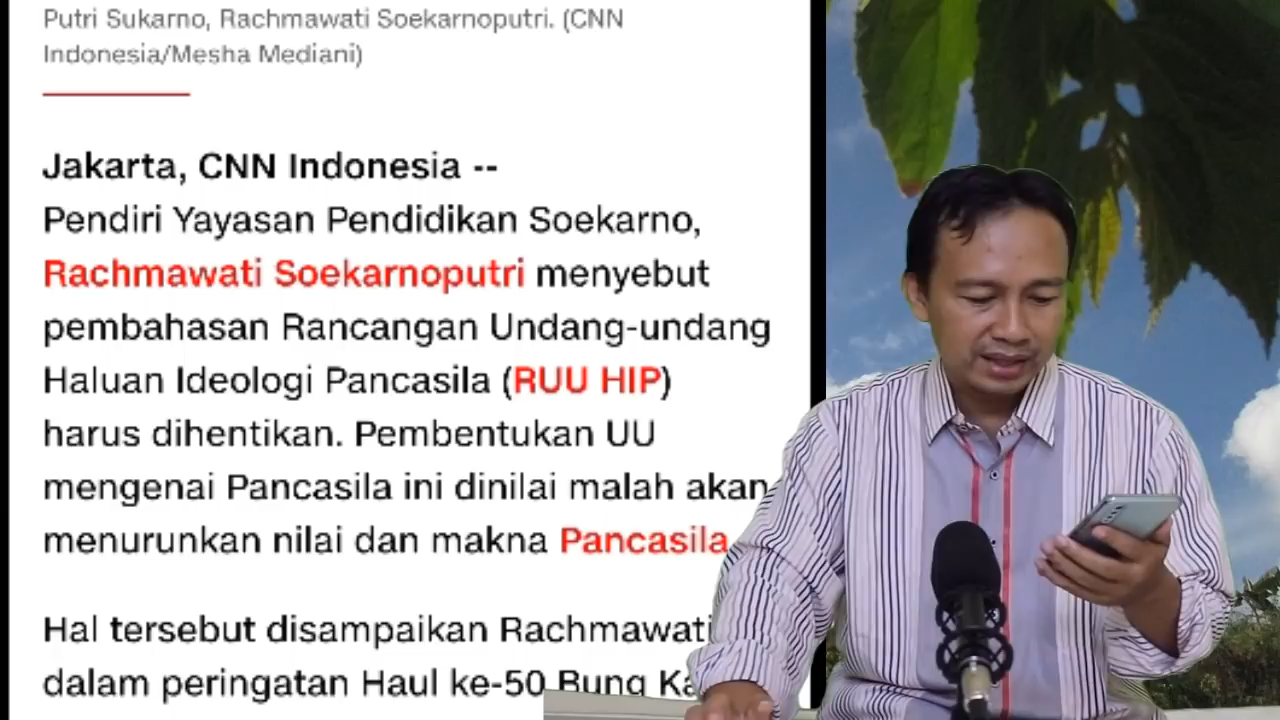 Putri Sukarno, Rachmawati Soekarnoputri. (CNN
Indonesia/Mesha Mediani)
Jakarta, CNN Indonesia --
Pendiri Yayasan Pendidikan Soekarno,
Rachmawati Soekarnoputri menyebut
pembahasan Rancangan Undang-undang
Haluan Ideologi Pancasila (RUU HIP)
harus dihentikan. Pembentukan UU
mengenai Pancasila ini dinilai malah akan
menurunkan nilai dan makna Pancasila
Hal tersebut disampaikan Rachmawati
dalam peringatan Haul ke-50 Bung